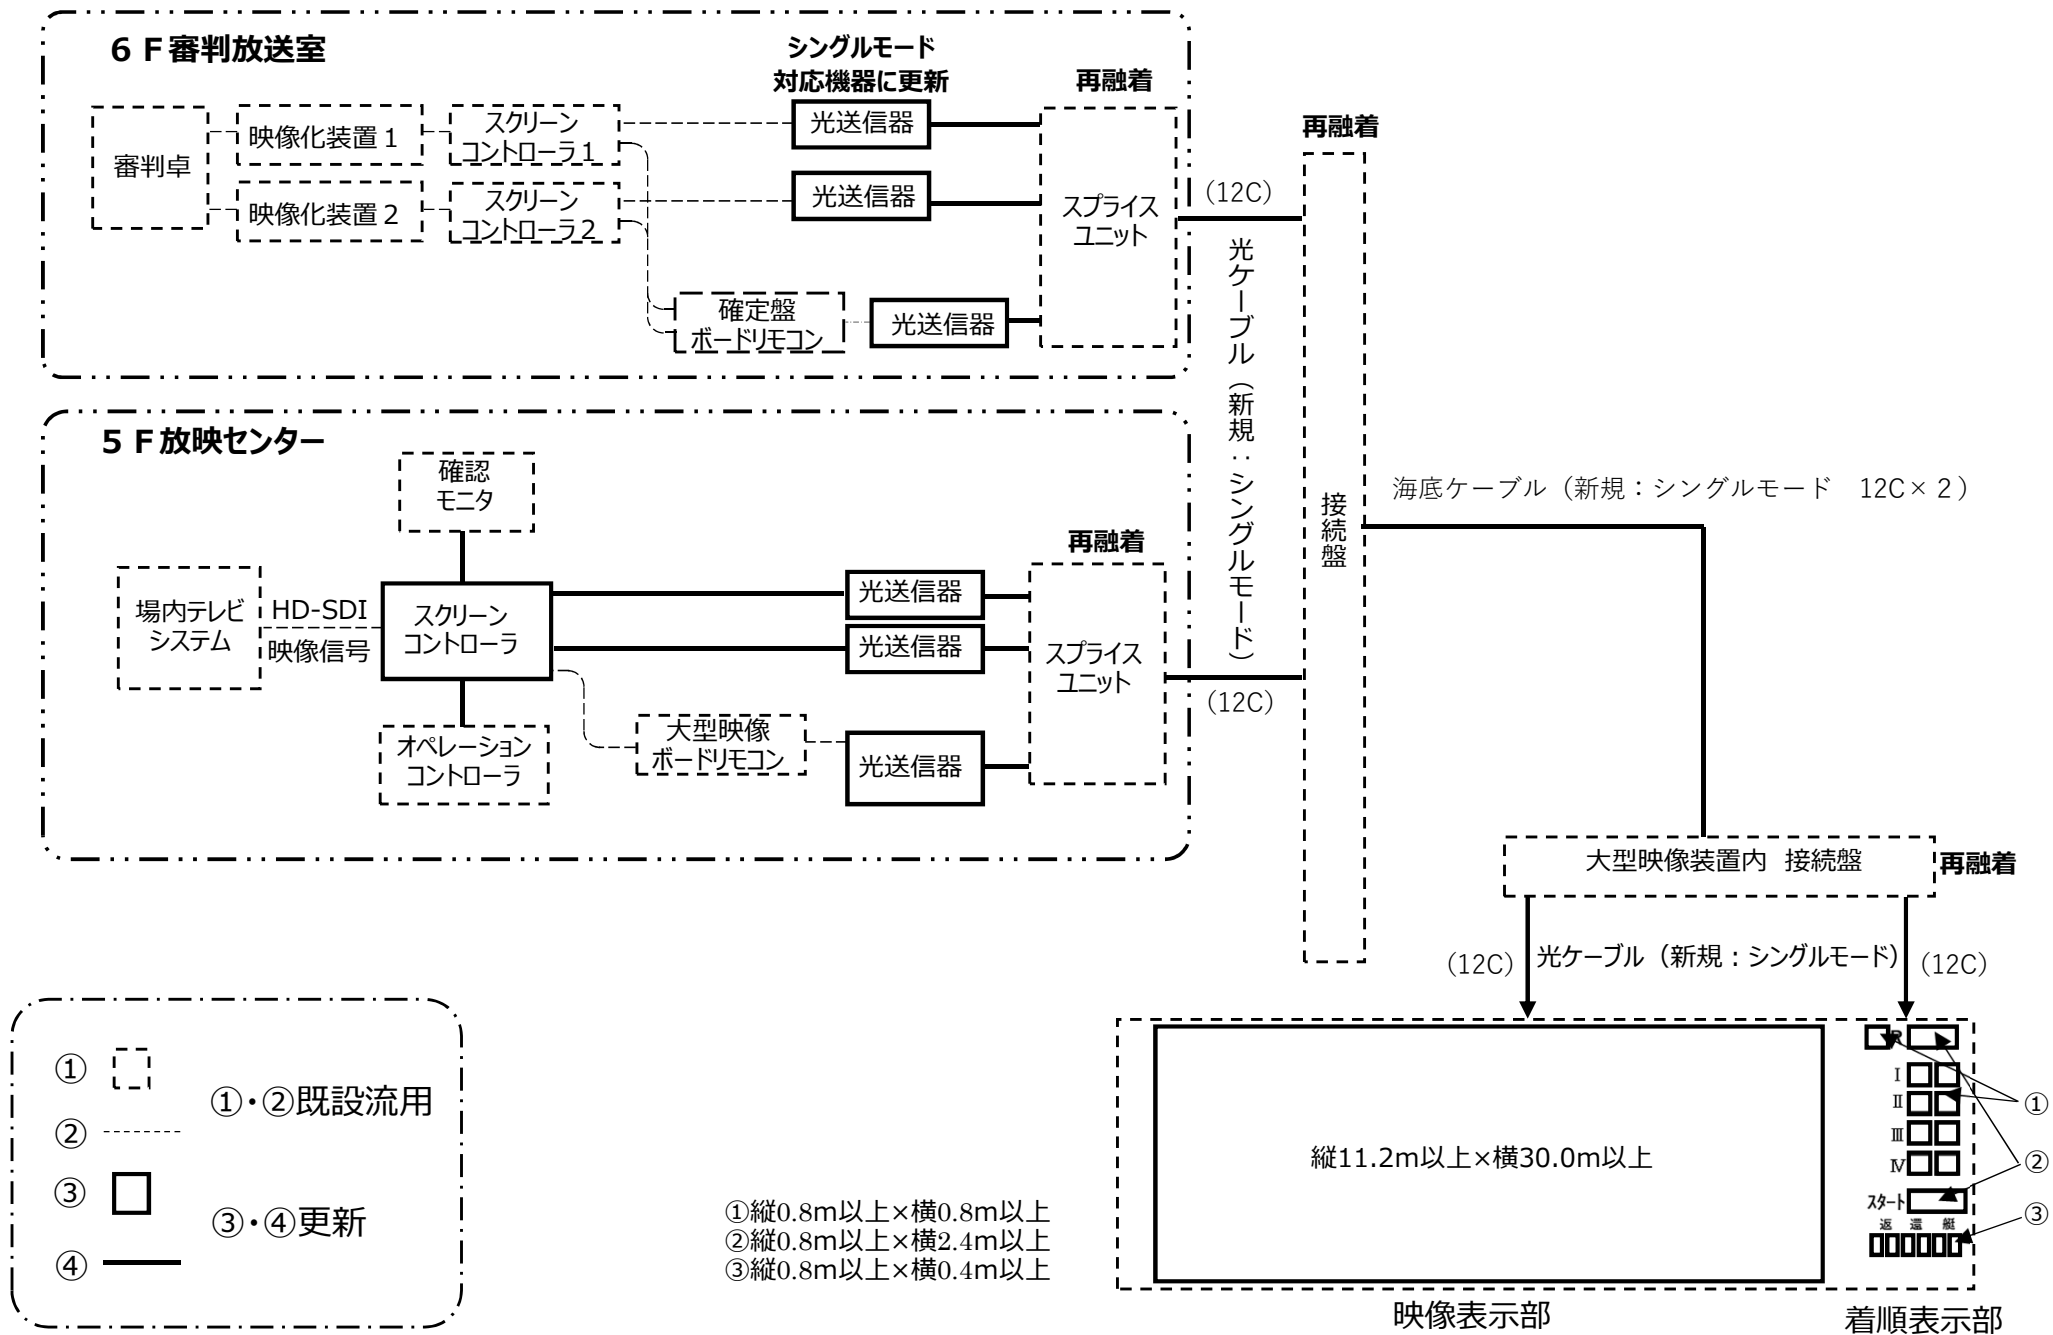 6F審判放送室
シングルモード
対応機器に更新
再融着
審判卓
映像化装置1
スクリーン
コントローラ1
光送信器
映像化装置2
スクリーン
コントローラ2
光送信器
スプライス
ユニット
確定盤
ボードリモコン
光送信器
(12C)
光ケーブル(新規:シングルモード)
再融着
接続盤
5F放映センター
確認
モニタ
再融着
場内テレビ
システム
HD-SDI
映像信号
スクリーン
コントローラ
光送信器
光送信器
スプライス
ユニット
オペレーション
コントローラ
大型映像
ボードリモコン
光送信器
(12C)
海底ケーブル(新規:シングルモード 12C×2)
大型映像装置内 接続盤
再融着
(12C)
光ケーブル(新規:シングルモード)
(12C)
①
②
①・②既設流用
③
③・④更新
④
①縦0.8m以上×横0.8m以上
②縦0.8m以上×横2.4m以上
③縦0.8m以上×横0.4m以上
縦11.2m以上×横30.0m以上
R
Ⅰ
Ⅱ
Ⅲ
Ⅳ
スタート
返 還 艇
①
②
③
映像表示部
着順表示部